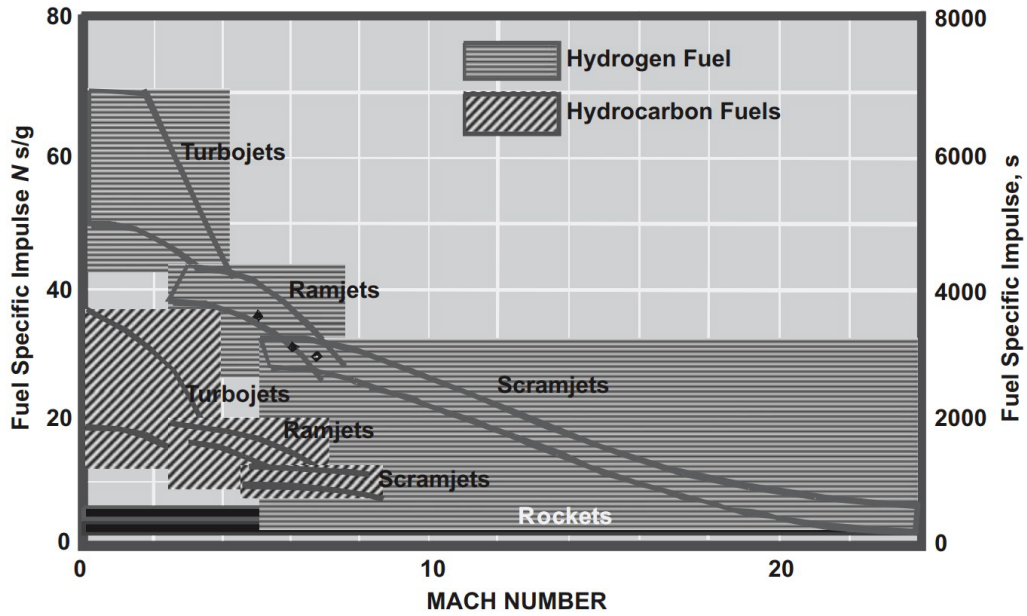 80
8000
Hydrogen Fuel
Hydrocarbon Fuels
Turbojets
60
6000
Fuel Specific Impulse N s/g
Fuel Specific Impulse, s
Ramjets
40
4000
Scramjets
Turbojets
20
2000
Ramjets
Scramjets
Rockets
0
0
0
10
20
MACH NUMBER